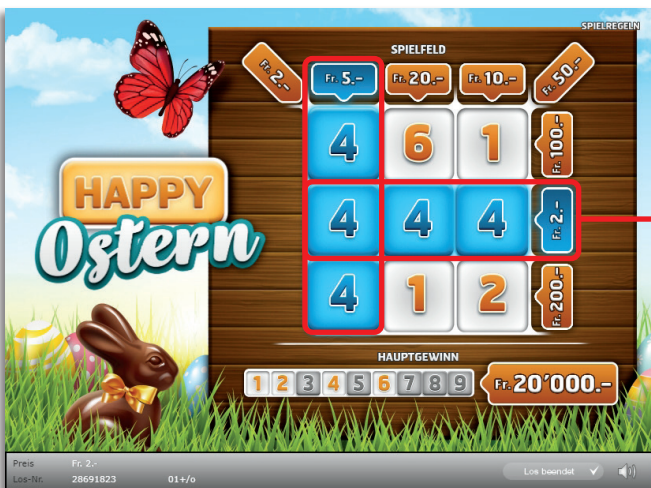 SPIELREGELN
SPIELFELD
Fr. 2.- Fr. 5.- Fr. 20.- Fr. 10.- Fr. 50.-
4 6 1 Fr. 100.-
HAPPY
Ostern
4 4 4 Fr. 2.-
4 1 2 Fr. 200.-
HAUPTGEWINN
1 2 3 4 5 6 7 8 9 Fr. 20'000.-
Preis Fr. 2.-
Los-Nr. 28691823 01+/o
Los beendet